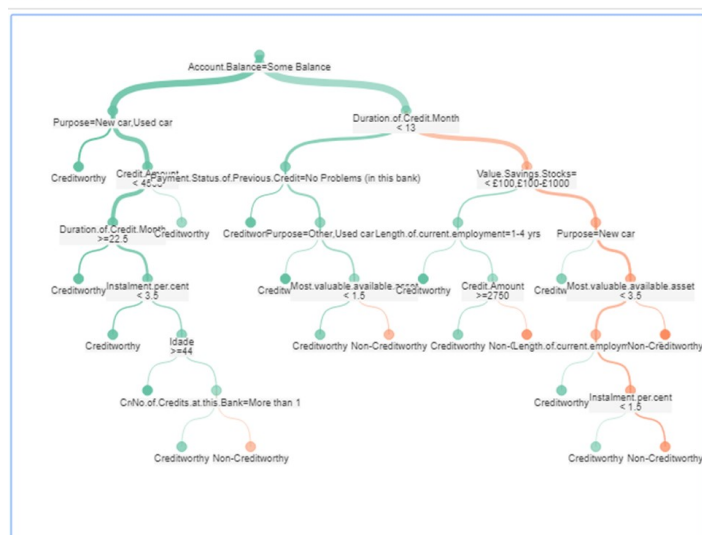 Account.Balance=Some Balance
Purpose=New car,Used car
Duration.of.Credit.Month
< 13
Creditworthy
Credit.Amount
Payment.Status.of.Previous.Credit=No Problems (in this bank)
Value.Savings.Stocks=
< £100,£100-£1000
Duration.of.Credit.Month
>=22.5
Creditworthy
Purpose=Other,Used car
Length.of.current.employment=1-4 yrs
Purpose=New car
Creditworthy
Instalment.per.cent
< 3.5
Most.valuable.available.asset
< 1.5
Creditworthy
Credit.Amount
>=2750
Most.valuable.available.asset
< 3.5
Creditworthy
Idade
>=44
Creditworthy
Non-Creditworthy
Creditworthy
Length.of.current.employm
Non-Creditworthy
No.of.Credits.at.this.Bank=More than 1
Creditworthy
Instalment.per.cent
< 1.5
Creditworthy
Non-Creditworthy
Creditworthy
Non-Creditworthy